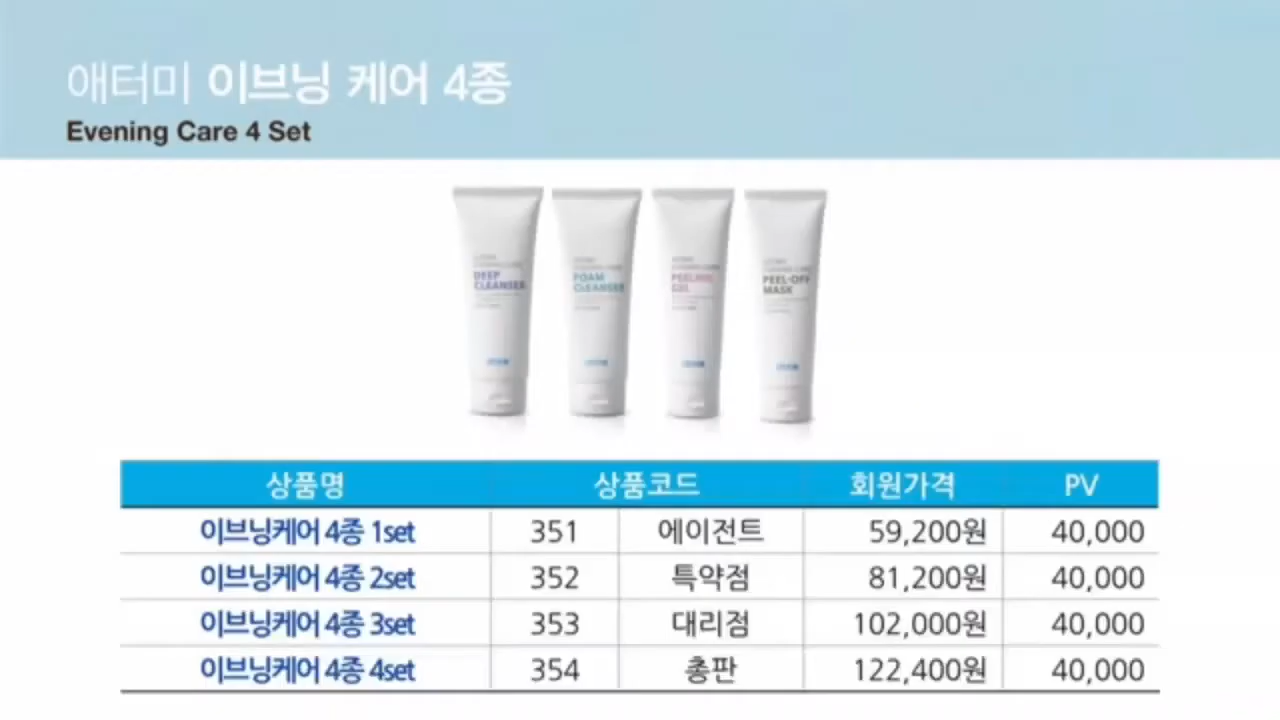 애터미 이브닝 케어 4종
Evening Care 4 Set
DEEP
CLEANSER
FOAM
CLEANSER
PEELING
GEL
PEEL-OFF
MASK
상품명 상품코드 회원가격 PV
이브닝케어 4종 1set 351 에이전트 59,200원 40,000
이브닝케어 4종 2set 352 특약점 81,200원 40,000
이브닝케어 4종 3set 353 대리점 102,000원 40,000
이브닝케어 4종 4set 354 총판 122,400원 40,000